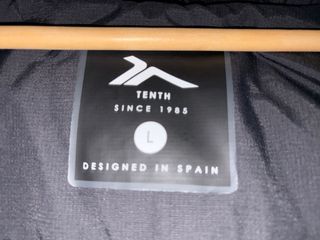 TENTH
SINCE 1985
L
DESIGNED IN SPAIN